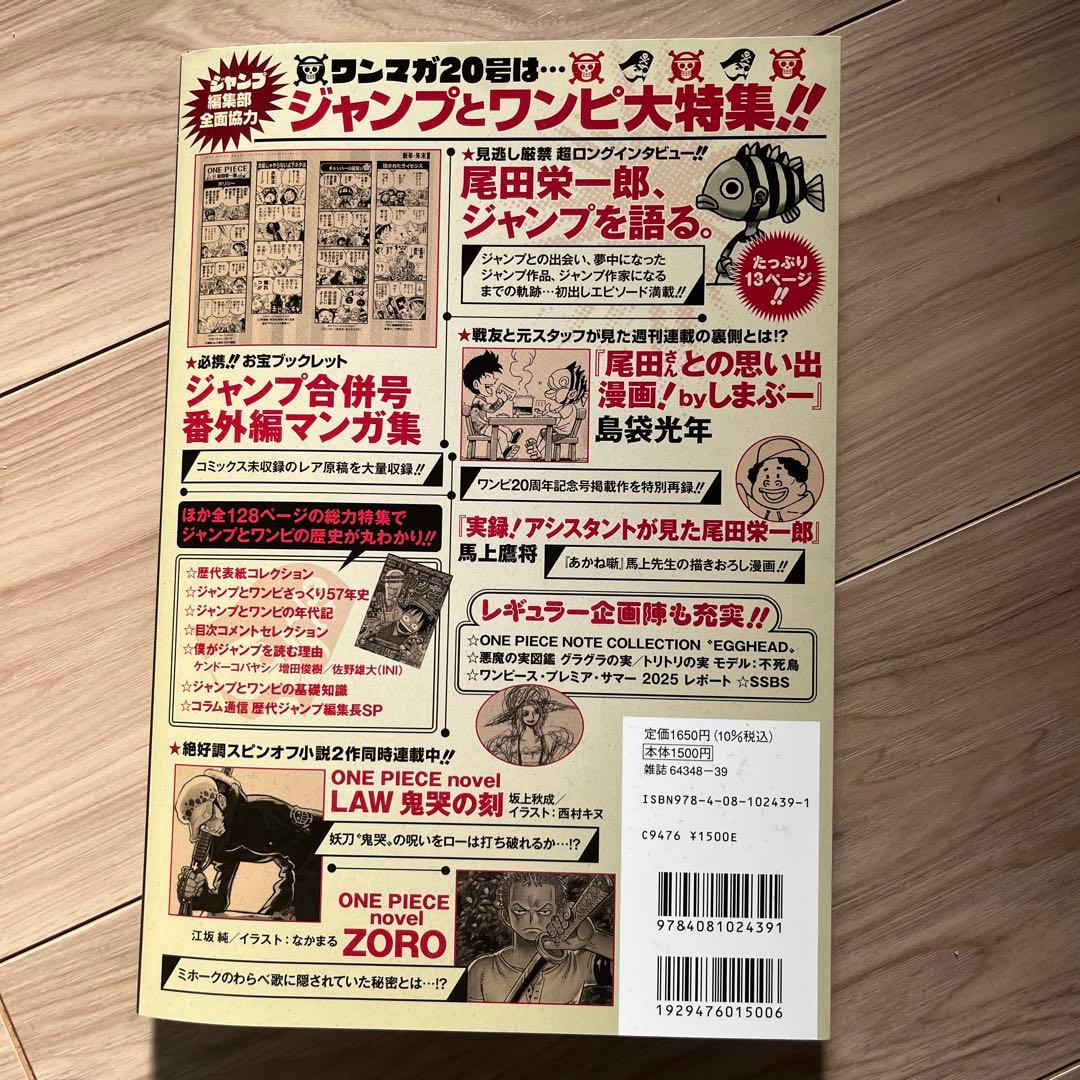 ジャンプ
編集部
全面協力
ワンマガ20号は…
ジャンプとワンピ大特集!!
新年・年末
ONE PIECE
尾田栄一郎
ポリシー
★見逃し厳禁 超ロングインタビュー!!
尾田栄一郎、
ジャンプを語る。
ジャンプとの出会い、夢中になった
ジャンプ作品、ジャンプ作家になる
までの軌跡…初出しエピソード満載!!
たっぷり
13ページ
!!
★必携!! お宝ブックレット
ジャンプ合併号
番外編マンガ集
コミックス未収録のレア原稿を大量収録!!
★戦友と元スタッフが見た週刊連載の裏側とは!?
『尾田さんとの思い出
漫画! byしまぶー』
島袋光年
ワンピ20周年記念号掲載作を特別再録!!
『実録!アシスタントが見た尾田栄一郎』
馬上鷹将
『あかね噺』馬上先生の描きおろし漫画!!
ほか全128ページの総力特集で
ジャンプとワンピの歴史が丸わかり!!
☆歴代表紙コレクション
☆ジャンプとワンピざっくり57年史
☆ジャンプとワンピの年代記
☆目次コメントセレクション
☆僕がジャンプを読む理由
ケンドーコバヤシ/増田俊樹/佐野雄大(INI)
☆ジャンプとワンピの基礎知識
☆コラム通信 歴代ジャンプ編集長SP
レギュラー企画陣も充実!!
☆ONE PIECE NOTE COLLECTION〝EGGHEAD〟
☆悪魔の実図鑑 グラグラの実/トリトリの実 モデル:不死鳥
☆ワンピース・プレミア・サマー 2025 レポート ☆SSBS
★絶好調スピンオフ小説2作同時連載中!!
ONE PIECE novel
LAW 鬼哭の刻
坂上秋成/
イラスト:西村キヌ
妖刀〝鬼哭〟の呪いをローは打ち破れるか…!?
ONE PIECE
novel
ZORO
江坂 純/イラスト:なかまる
ミホークのわらべ歌に隠されていた秘密とは…!?
定価1650円(10%税込)
本体1500円
雑誌 64348-39
ISBN978-4-08-102439-1
C9476 ¥1500E
9784081024391
1929476015006